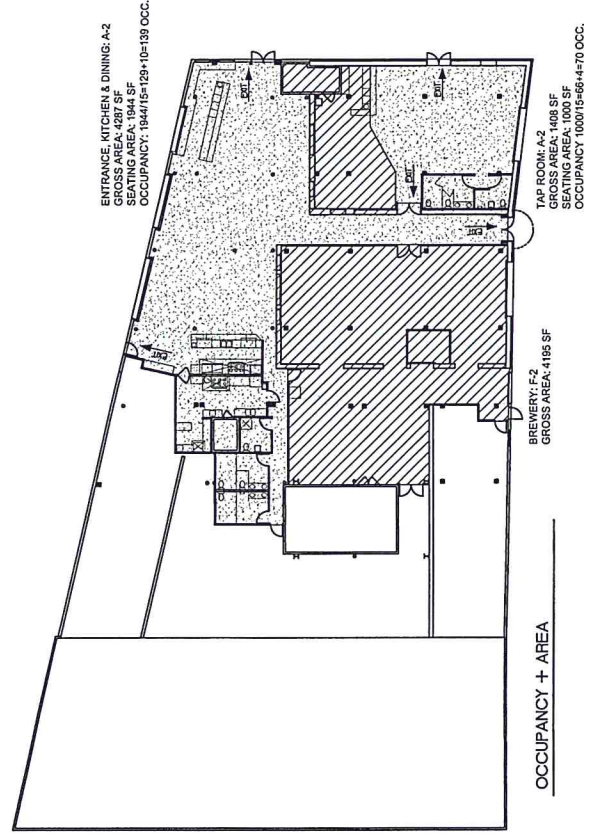 ENTRANCE, KITCHEN & DINING: A-2
GROSS AREA: 4287 SF
SEATING AREA: 1944 SF
OCCUPANCY: 1944/15=129+10=139 OCC.
EXIT
EXIT
EXIT
EXIT
EXIT
TAP ROOM: A-2
GROSS AREA: 1408 SF
SEATING AREA: 1000 SF
OCCUPANCY 1000/15=66+4=70 OCC.
BREWERY: F-2
GROSS AREA: 4195 SF
OCCUPANCY + AREA